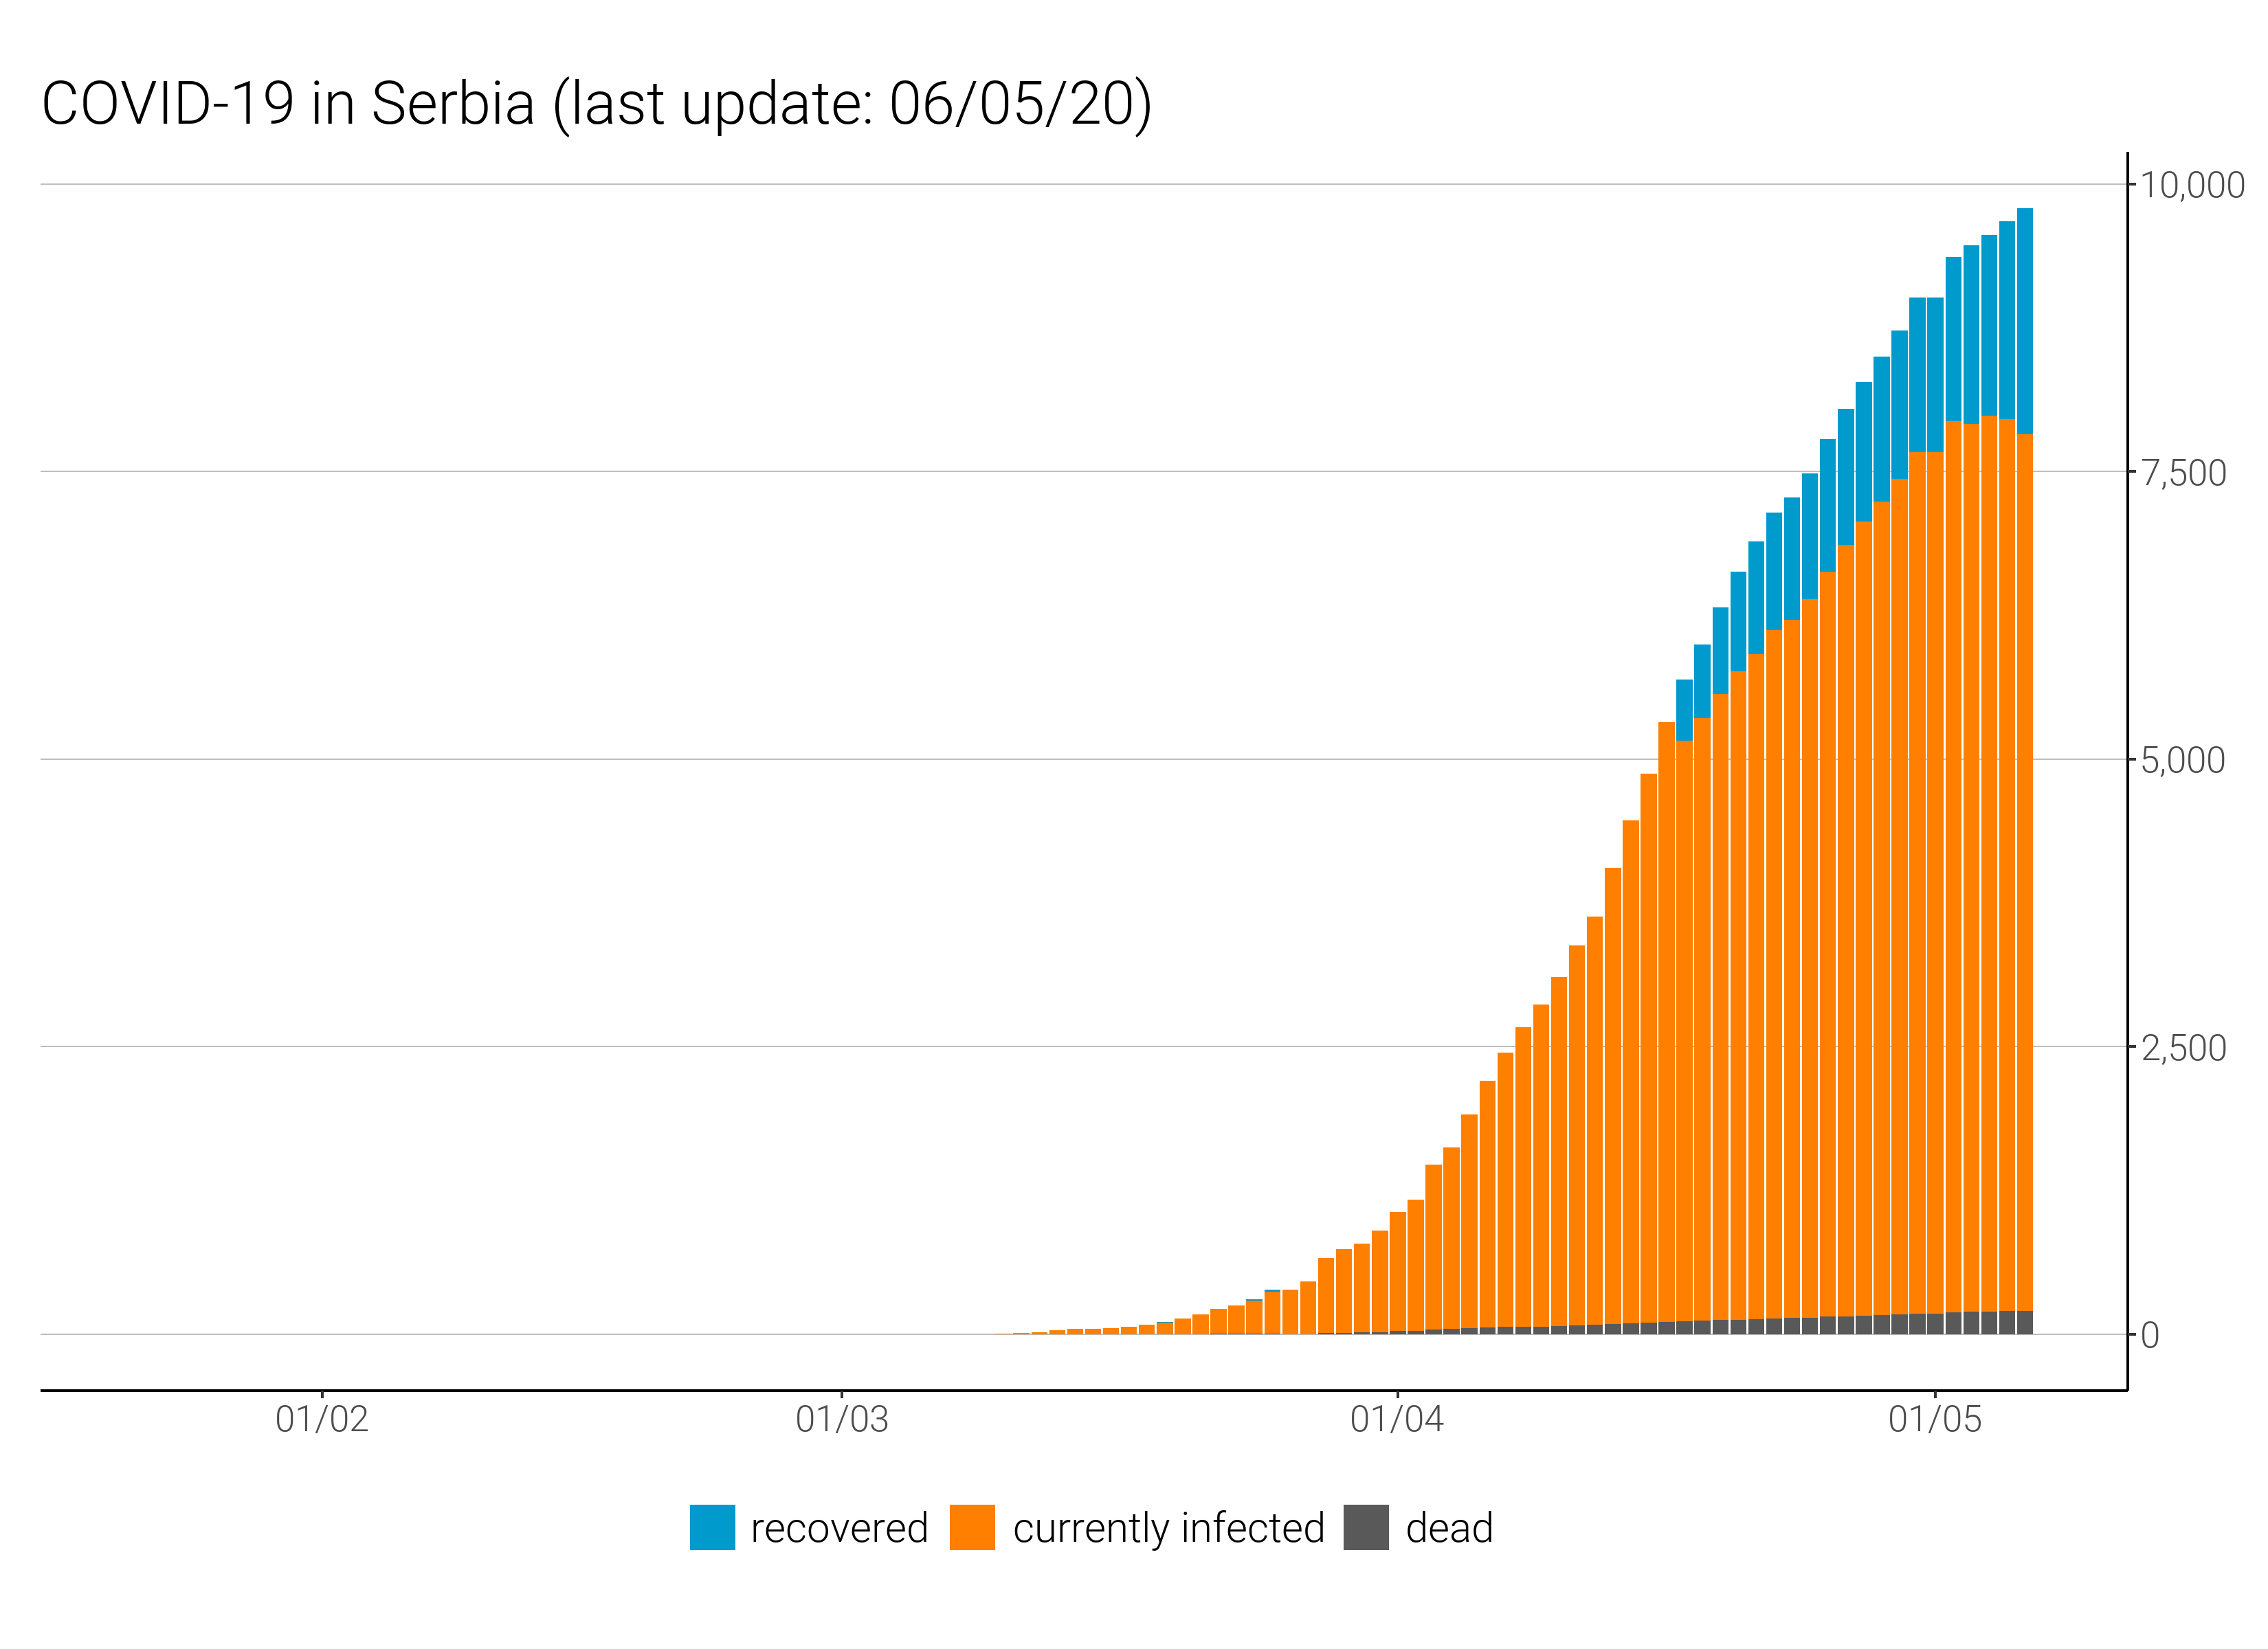 COVID-19 in Serbia (last update: 06/05/20)
10,000
7,500
5,000
2,500
0
01/02 01/03 01/04 01/05
recovered currently infected dead